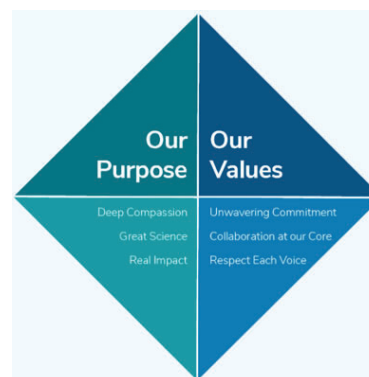 Our
Purpose
Our
Values
Deep Compassion
Great Science
Real Impact
Unwavering Commitment
Collaboration at our Core
Respect Each Voice